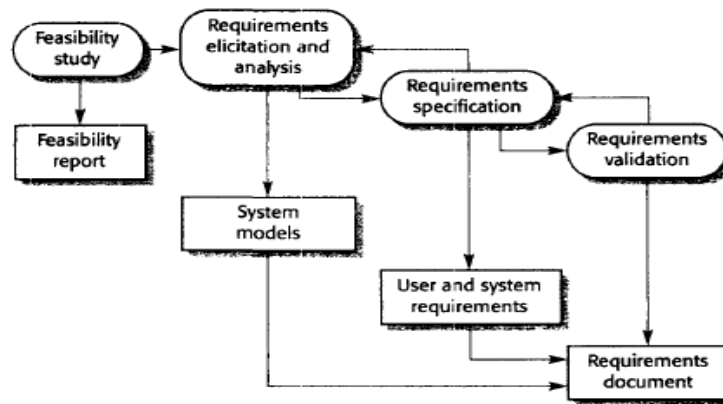 Feasibility
study
Requirements
elicitation and
analysis
Requirements
specification
Requirements
validation
Feasibility
report
System
models
User and system
requirements
Requirements
document